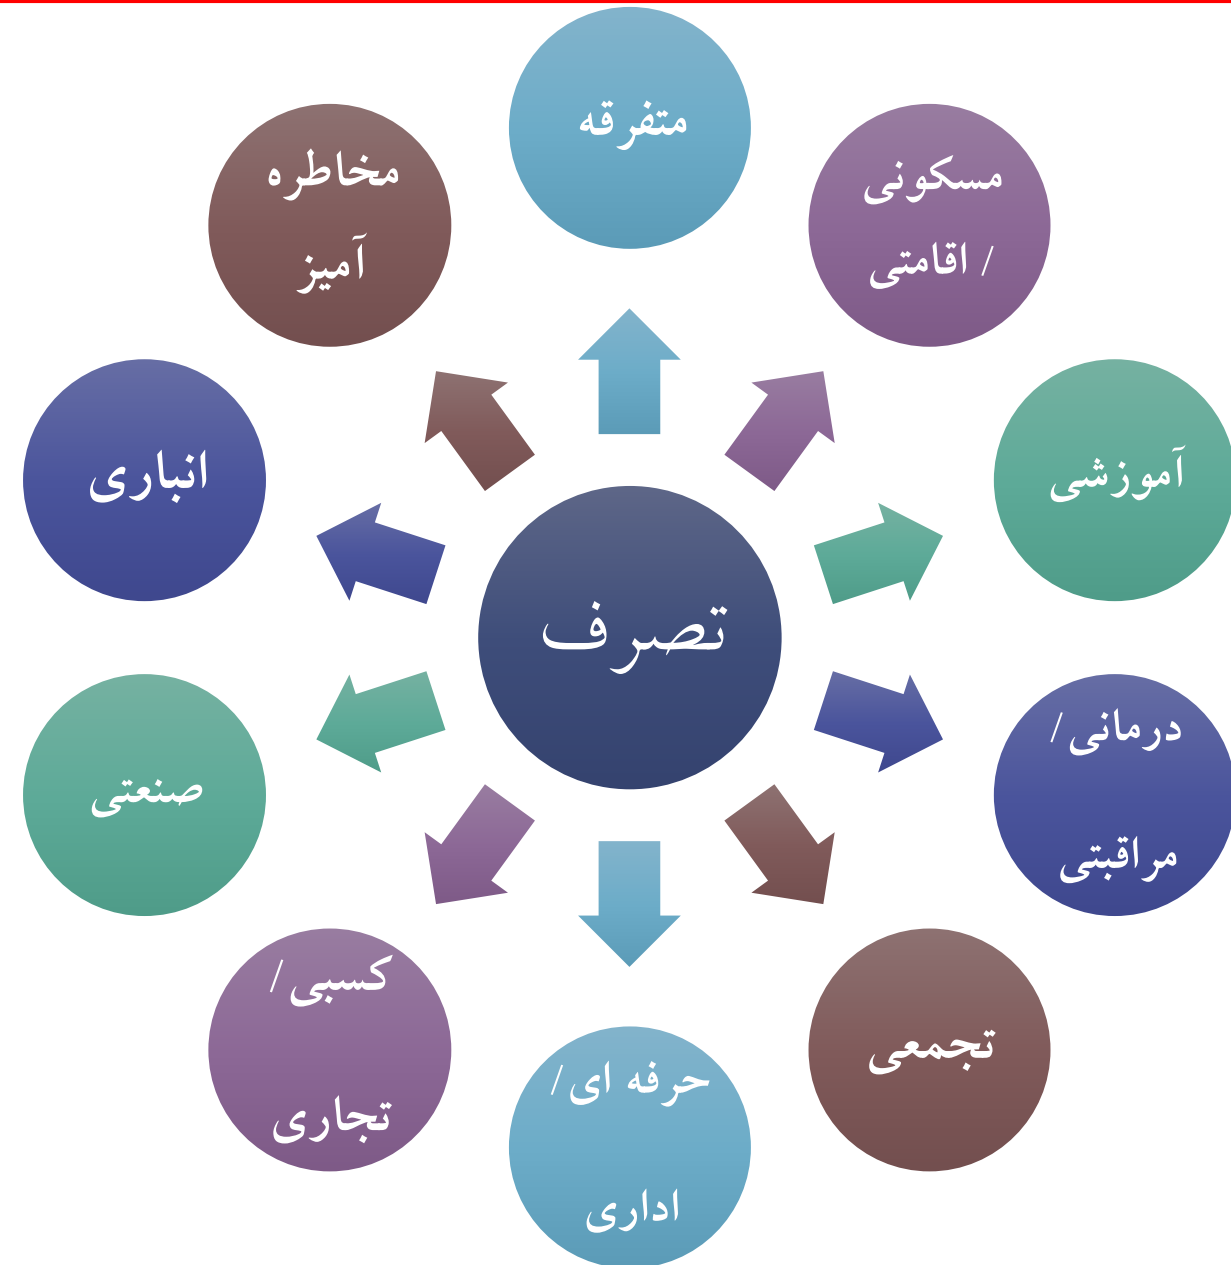 تصرف
متفرقه
مسکونی
/ اقامتی
آموزشی
درمانی/
مراقبتی
تجمعی
حرفه ای/
اداری
کسبی/
تجاری
صنعتی
انباری
مخاطره
آمیز